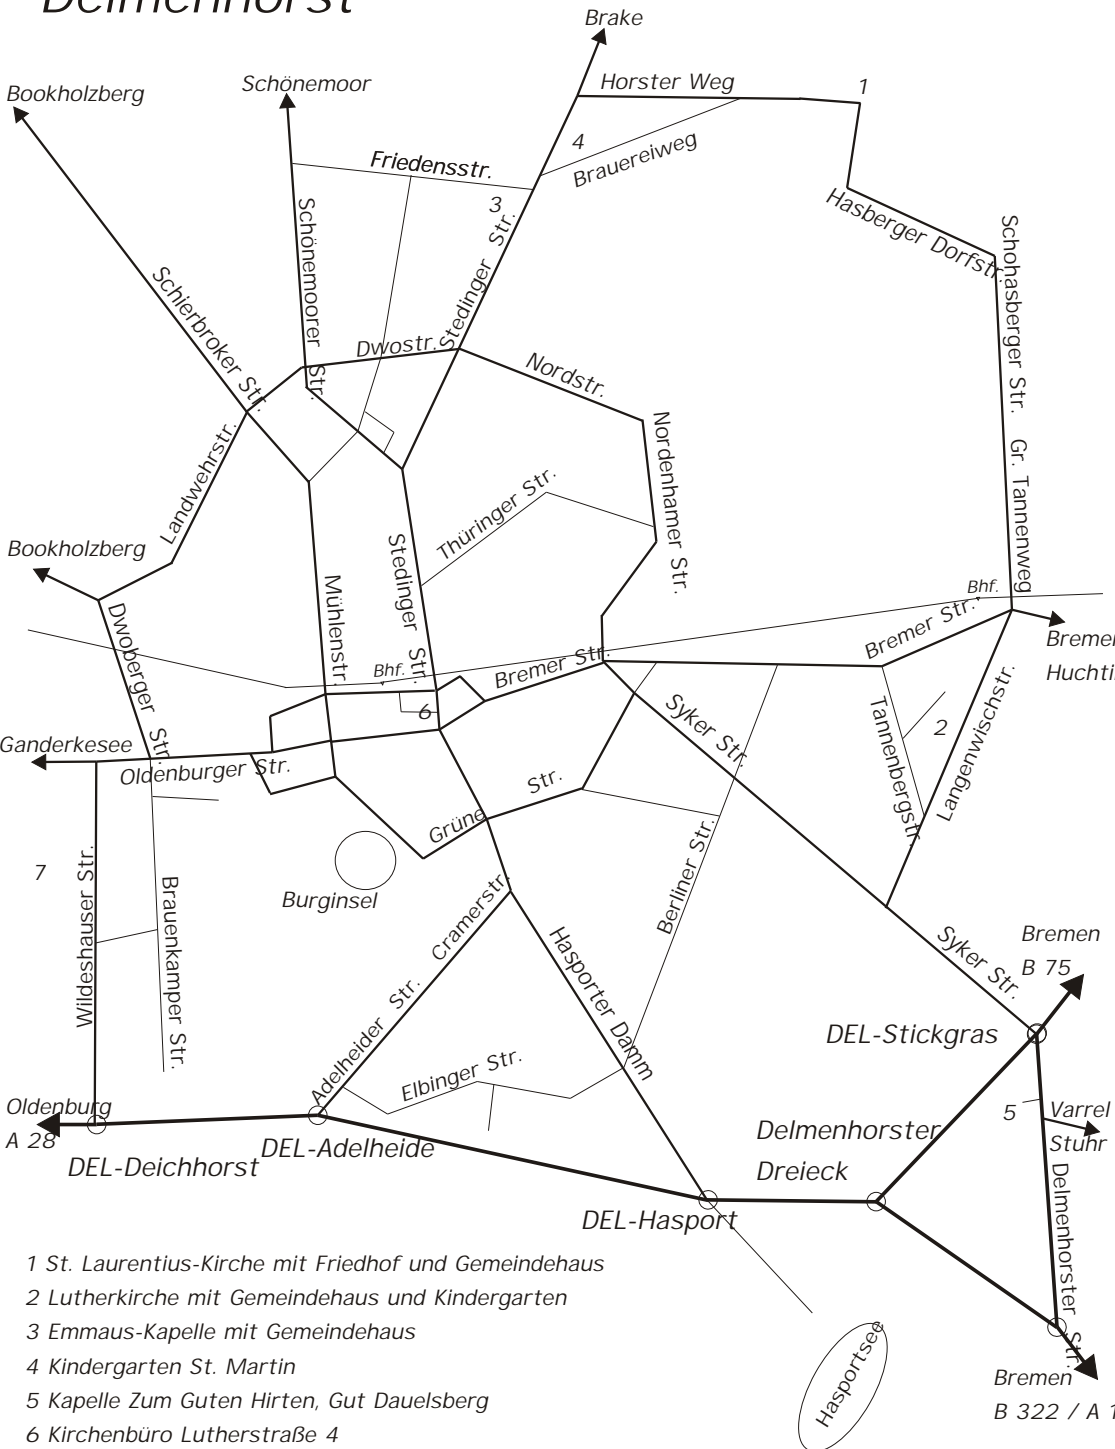 Delmenhorst
Brake
Bookholzberg
Schönemoor
Horster Weg
1
4
Brauereiweg
Friedensstr.
3
Hasberger Dorfstr.
Schönemoorer Str.
Stedinger Str.
Schohasberger Str.
Gr. Tannenweg
Schierbroker Str.
Dwostr.
Nordstr.
Landwehrstr.
Nordenhamer Str.
Thüringer Str.
Bookholzberg
Stedinger Str.
Mühlenstr.
Dwoberger Str.
Bhf.
Bhf.
Bremer Str.
Bremer Str.
Huchti
6
Syker Str.
Tannenbergstr.
2
Langenwischstr.
Ganderkesee
Oldenburger Str.
Grüne Str.
7
Burginsel
Wildeshauser Str.
Brauenkamper Str.
Cramerstr.
Berliner Str.
Hasporter Damm
Syker Str.
Bremen
B 75
Adelheider Str.
Elbinger Str.
DEL-Stickgras
Oldenburg
A 28
DEL-Deichhorst
DEL-Adelheide
Delmenhorster
Dreieck
5
Varrel
Stuhr
DEL-Hasport
Delmenhorster Str.
Hasportsee
Bremen
B 322 / A 1
1 St. Laurentius-Kirche mit Friedhof und Gemeindehaus
2 Lutherkirche mit Gemeindehaus und Kindergarten
3 Emmaus-Kapelle mit Gemeindehaus
4 Kindergarten St. Martin
5 Kapelle Zum Guten Hirten, Gut Dauelsberg
6 Kirchenbüro Lutherstraße 4